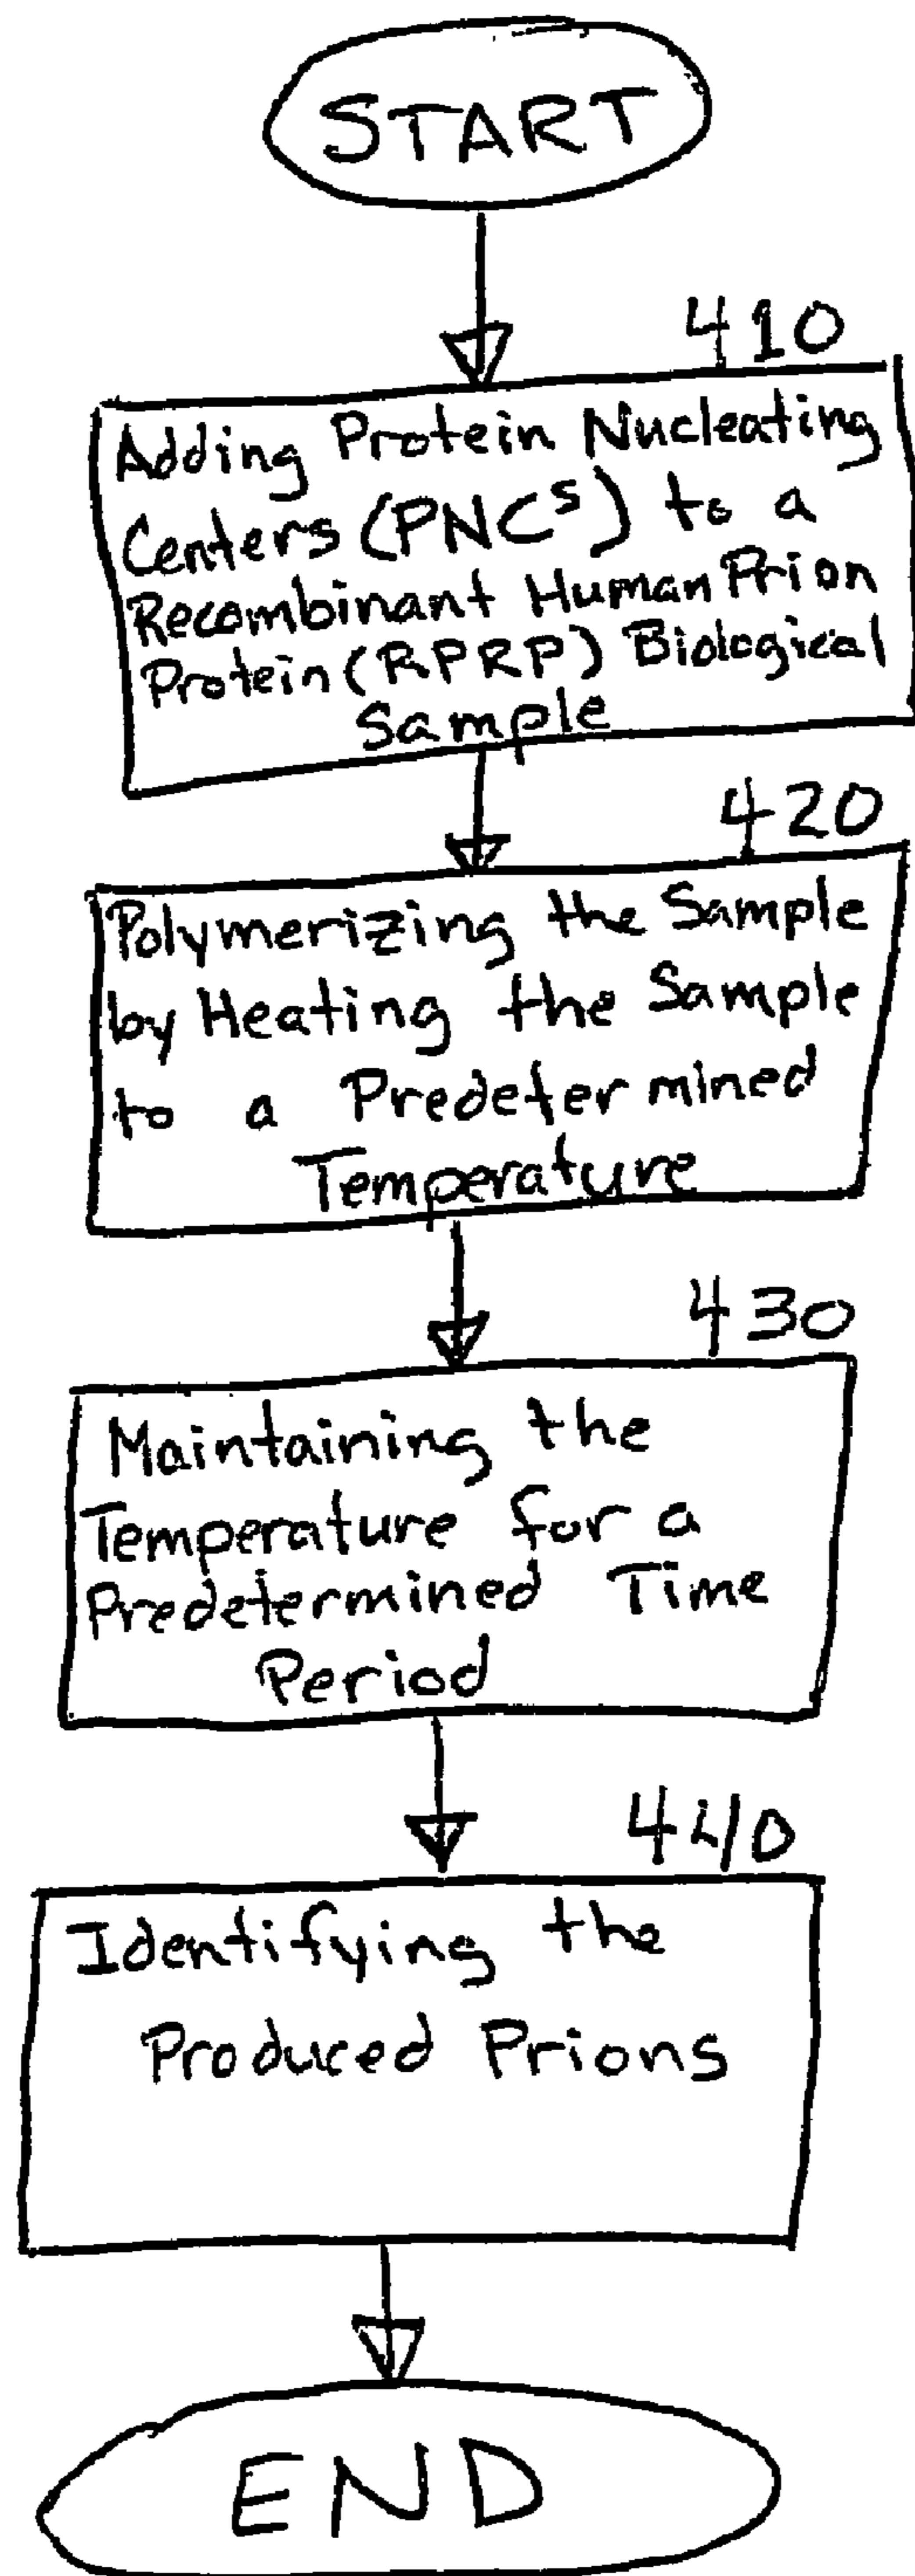 START
410
Adding Protein Nucleating
Centers (PNCs) to a
Recombinant Human Prion
Protein (RPRP) Biological
Sample
420
Polymerizing the Sample
by Heating the Sample
to a Predetermined
Temperature
430
Maintaining the
Temperature for a
Predetermined Time
Period
440
Identifying the
Produced Prions
END